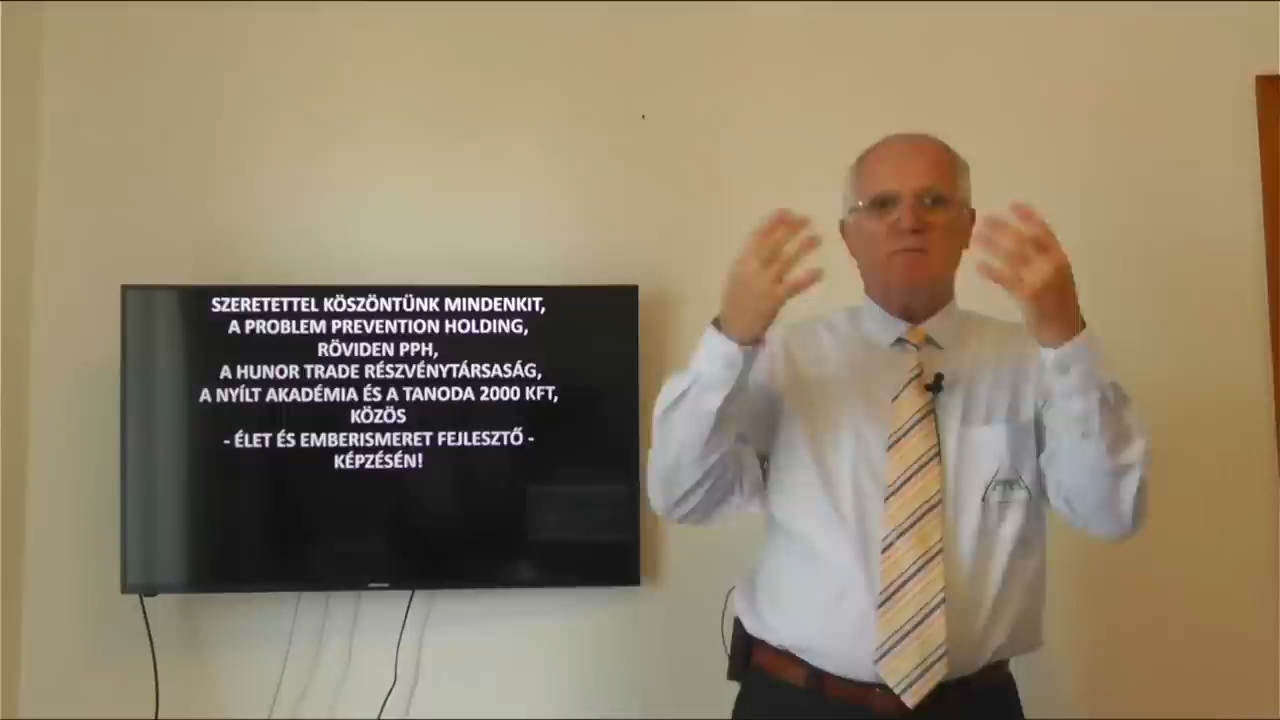 SZERETETTEL KÖSZÖNTÜNK MINDENKIT,
A PROBLEM PREVENTION HOLDING,
RÖVIDEN PPH,
A HUNOR TRADE RÉSZVÉNYTÁRSASÁG,
A NYÍLT AKADÉMIA ÉS A TANODA 2000 KFT,
KÖZÖS
- ÉLET ÉS EMBERISMERET FEJLESZTŐ -
KÉPZÉSÉN!